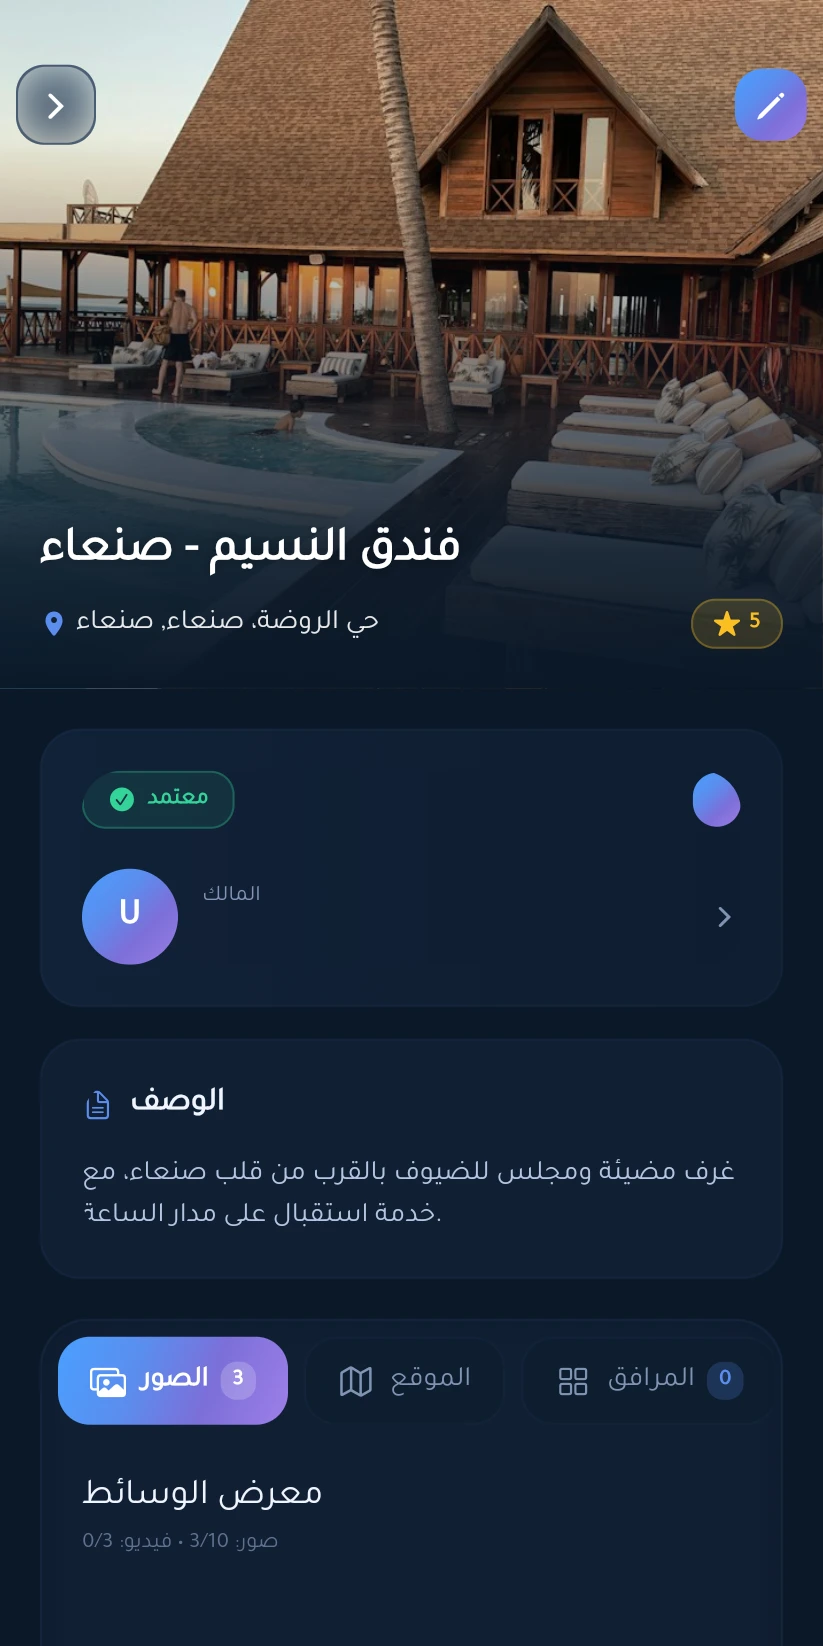 فندق النسيم - صنعاء
حي الروضة، صنعاء, صنعاء
5
معتمد
U
المالك
الوصف
غرف مضيئة ومجلس للضيوف بالقرب من قلب صنعاء، مع
خدمة استقبال على مدار الساعة.
الصور 3
الموقع
المرافق 0
معرض الوسائط
صور: 3/10 • فيديو: 0/3